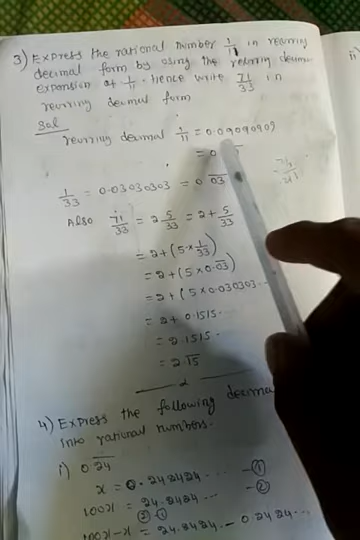 3) Express the rational number 1/11 in recurring
decimal form by using the recurring decimal
expansion of 1/11. Hence write 71/33 in
recurring decimal form
Sol
recurring decimal 1/11 = 0.09090909
= 0
1/33 = 0.03030303 = 0.03
Also 71/33 = 2 5/33 = 2+ 5/33
= 2+(5×1/33)
= 2+(5×0.03)
= 2+(5×0.030303..
= 2+0.1515..
= 2.1515..
= 2.15
4) Express the following decimal
into rational numbers.
i) 0.24
x = 0.242424... —①
100x = 24.2424... —②
② - ①
100x-x = 24.2424... - 0.2424...
ii)